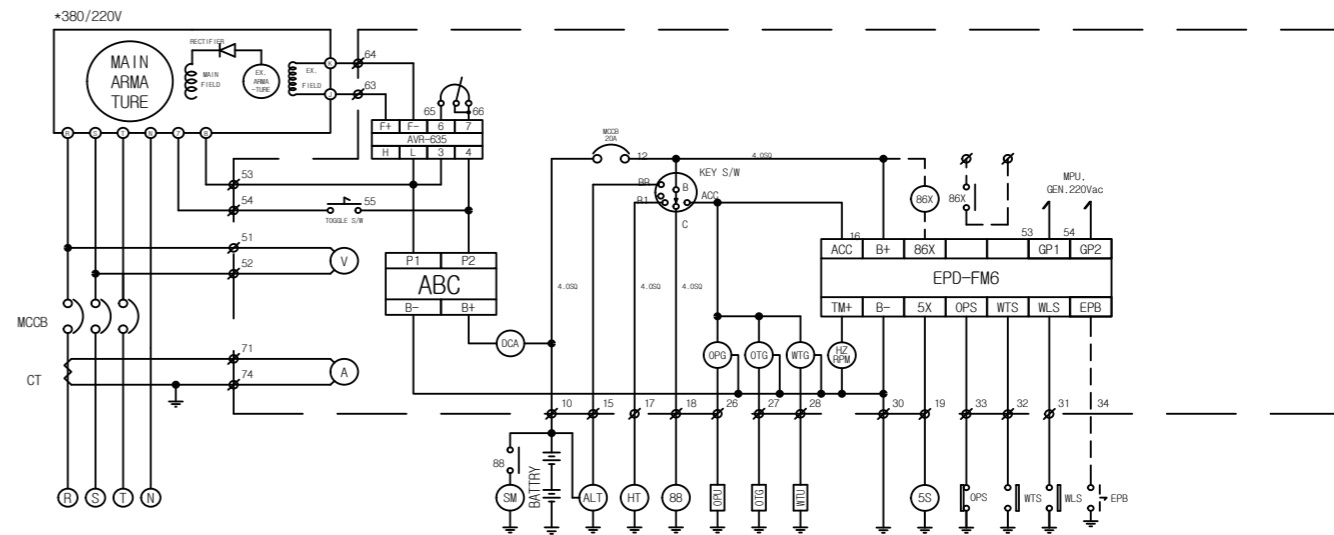 *380/220V
RECTIFIER
MAIN
ARMA
TURE
MAIN
FIELD
EX.
ARMA
-TURE
EX.
FIELD
K
J
64
63
65
66
R S T N 7 8
F+ F- 6 7
AVR-635
H L 3 4
53
54
55
TOGGLE S/W
51
52
V
MCCB
CT
71
74
A
R S T N
P1 P2
ABC
B- B+
DCA
MCCB
20A
12
4.0SQ
KEY S/W
BR
B
B1
ACC
C
4.0SQ
4.0SQ
4.0SQ
86X
86X
MPU.
GEN.220Vac
16
53
54
ACC B+ 86X GP1 GP2
EPD-FM6
TM+ B- 5X OPS WTS WLS EPB
OPG
OTG
WTG
HZ
RPM
10
15
17
18
26
27
28
30
19
33
32
31
34
88
SM
BATTRY
ALT
HT
88
OPU
OTG
WTU
5S
OPS
WTS
WLS
EPB